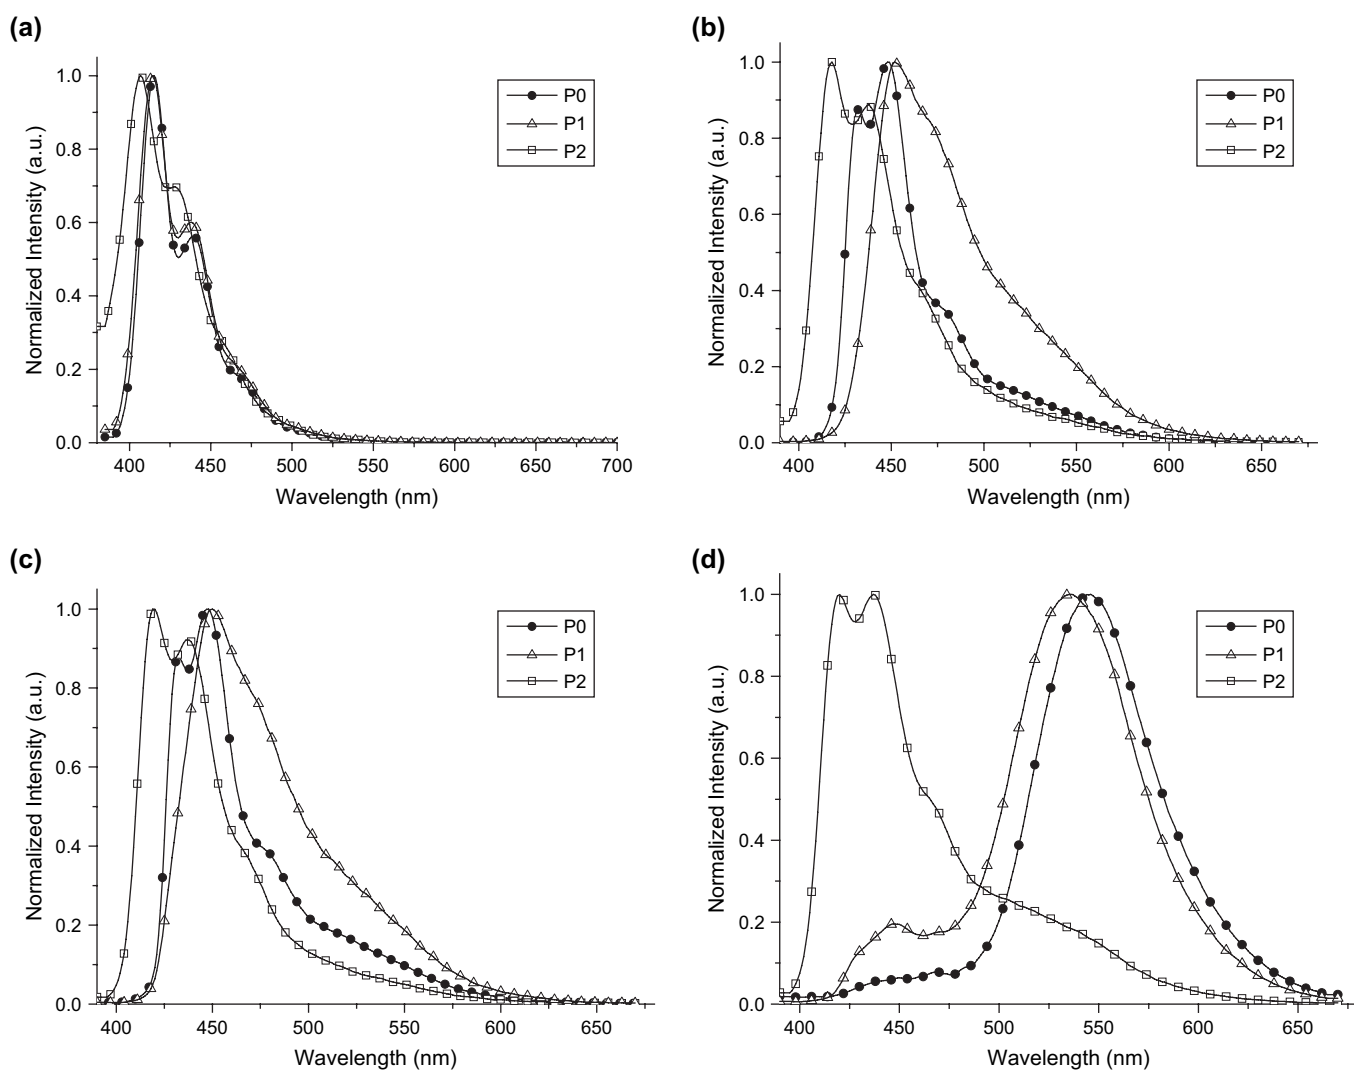 (a)
Normalized Intensity (a.u.)
1.0
0.8
0.6
0.4
0.2
0.0
400 450 500 550 600 650 700
Wavelength (nm)
P0
P1
P2
(b)
Normalized Intensity (a.u.)
1.0
0.8
0.6
0.4
0.2
0.0
400 450 500 550 600 650
Wavelength (nm)
P0
P1
P2
(c)
Normalized Intensity (a.u.)
1.0
0.8
0.6
0.4
0.2
0.0
400 450 500 550 600 650
Wavelength (nm)
P0
P1
P2
(d)
Normalized Intensity (a.u.)
1.0
0.8
0.6
0.4
0.2
0.0
400 450 500 550 600 650
Wavelength (nm)
P0
P1
P2